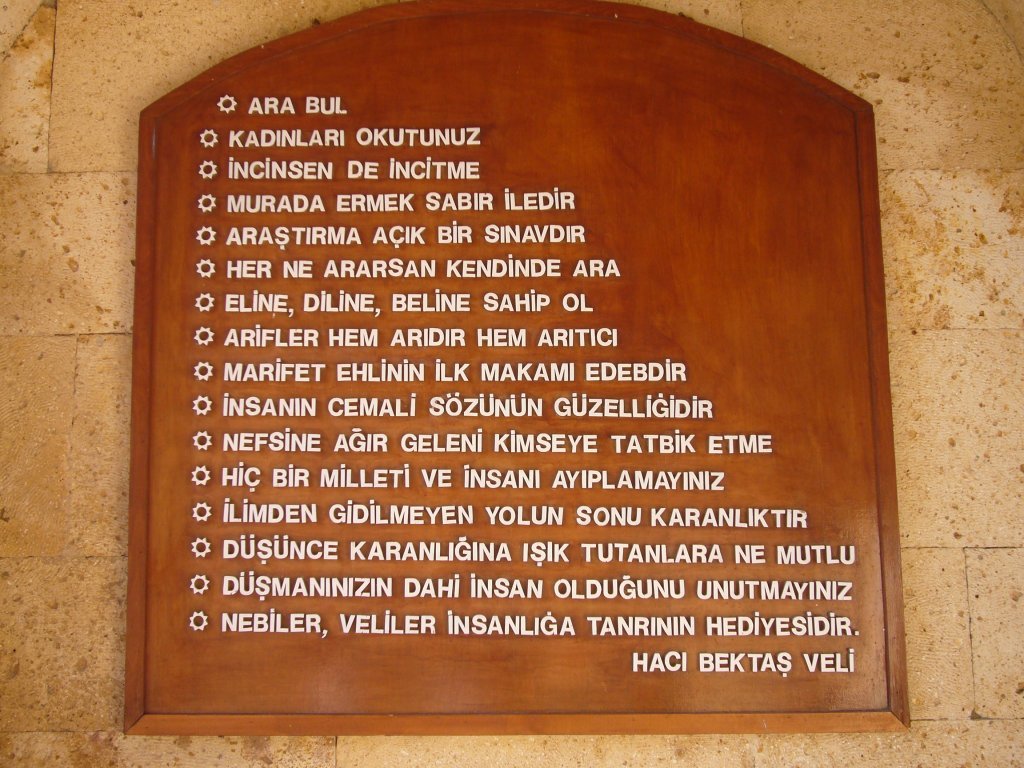 ARA BUL
KADINLARI OKUTUNUZ
İNCİNSEN DE İNCİTME
MURADA ERMEK SABIR İLEDİR
ARAŞTIRMA AÇIK BİR SINAVDIR
HER NE ARARSAN KENDİNDE ARA
ELİNE, DİLİNE, BELİNE SAHİP OL
ARİFLER HEM ARIDIR HEM ARITICI
MARİFET EHLİNİN İLK MAKAMI EDEBDİR
İNSANIN CEMALİ SÖZÜNÜN GÜZELLİĞİDİR
NEFSİNE AĞIR GELENİ KİMSEYE TATBİK ETME
HİÇ BİR MİLLETİ VE İNSANI AYIPLAMAYINIZ
İLİMDEN GİDİLMEYEN YOLUN SONU KARANLIKTIR
DÜŞÜNCE KARANLIĞINA IŞIK TUTANLARA NE MUTLU
DÜŞMANINIZIN DAHİ İNSAN OLDUĞUNU UNUTMAYINIZ
NEBİLER, VELİLER İNSANLIĞA TANRININ HEDİYESİDİR.
HACI BEKTAŞ VELİ